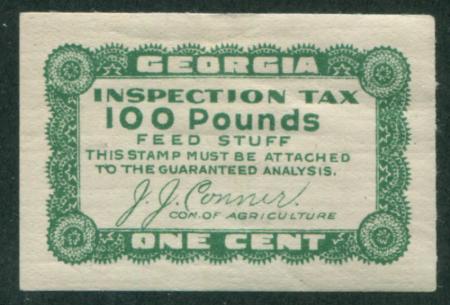 GEORGIA
INSPECTION TAX
100 Pounds
FEED STUFF
THIS STAMP MUST BE ATTACHED
TO THE GUARANTEED ANALYSIS.
J. J. Conner.
COM. OF AGRICULTURE
ONE CENT